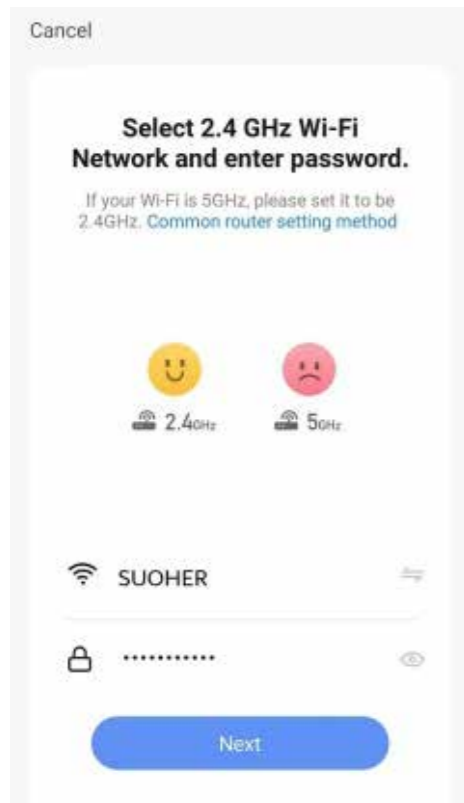 Cancel
Select 2.4 GHz Wi-Fi
Network and enter password.
If your Wi-Fi is 5GHz, please set it to be
2.4GHz. Common router setting method
2.4GHz
5GHz
SUOHER
•••••••••••
Next